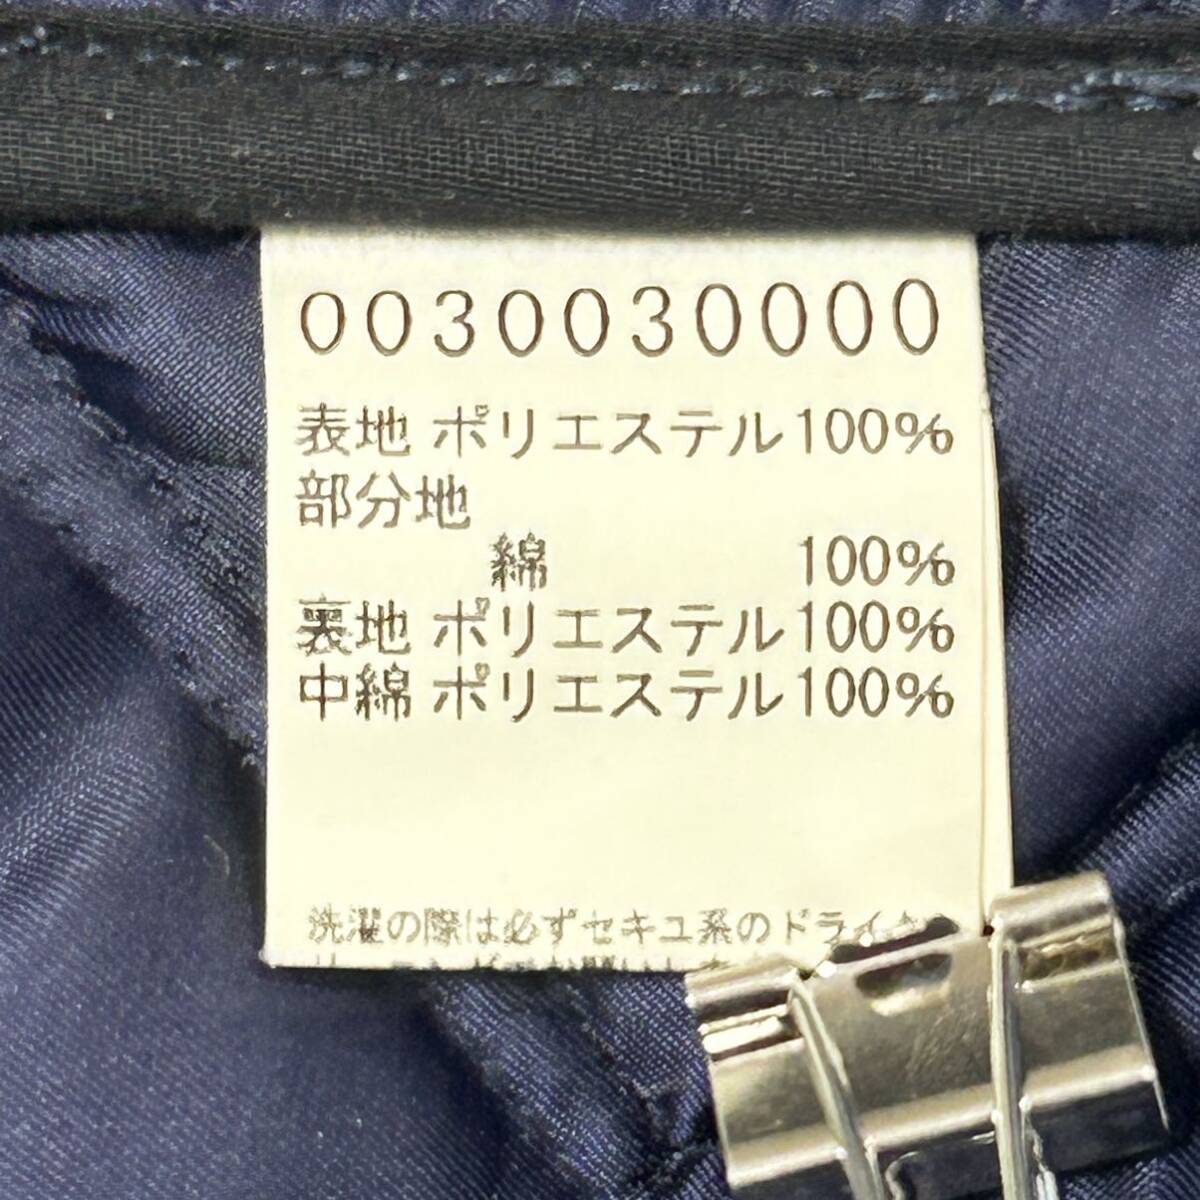 0030030000
表地 ポリエステル100%
部分地
綿 100%
裏地 ポリエステル100%
中綿 ポリエステル100%
洗濯の際は必ずセキユ系のドライク